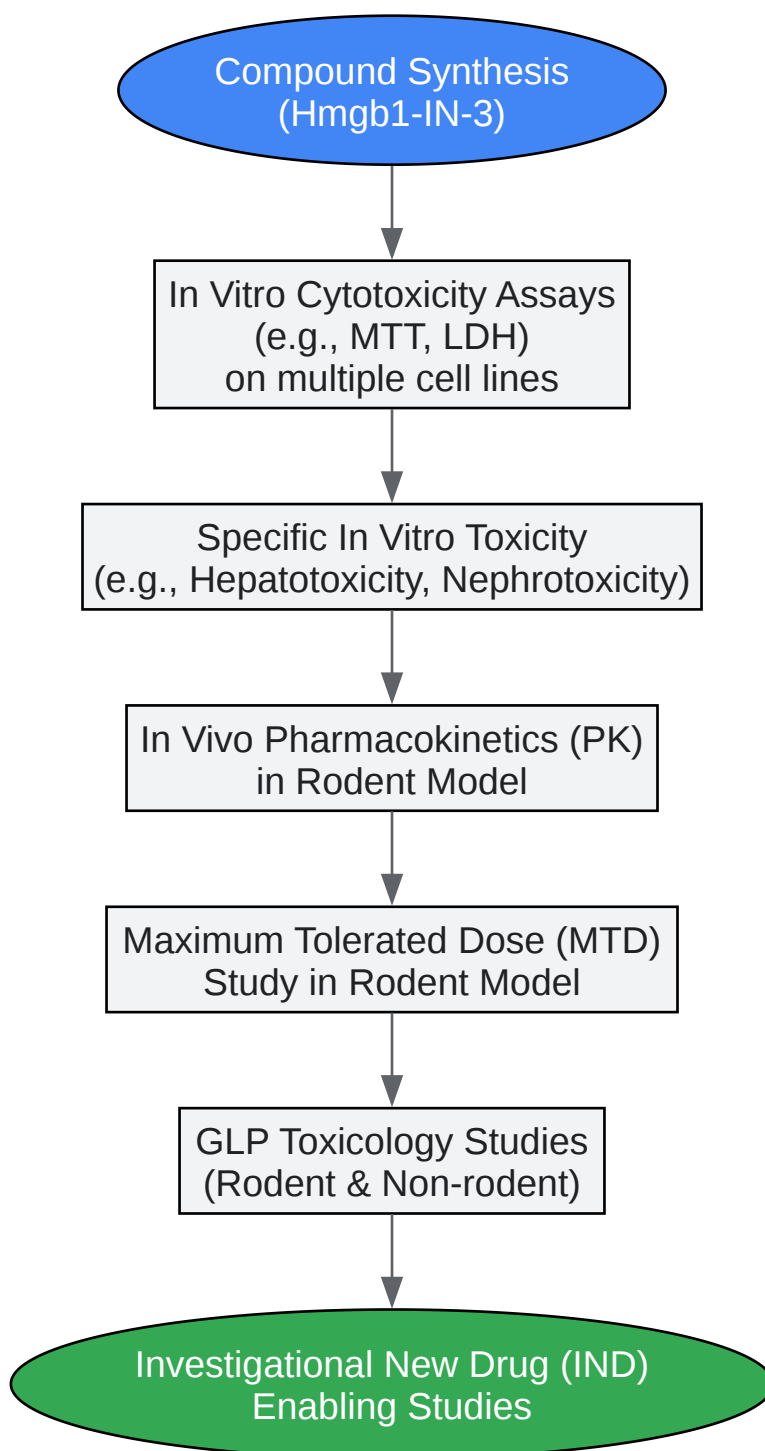 Compound Synthesis
(Hmgb1-IN-3)
In Vitro Cytotoxicity Assays
(e.g., MTT, LDH)
on multiple cell lines
Specific In Vitro Toxicity
(e.g., Hepatotoxicity, Nephrotoxicity)
In Vivo Pharmacokinetics (PK)
in Rodent Model
Maximum Tolerated Dose (MTD)
Study in Rodent Model
GLP Toxicology Studies
(Rodent & Non-rodent)
Investigational New Drug (IND)
Enabling Studies